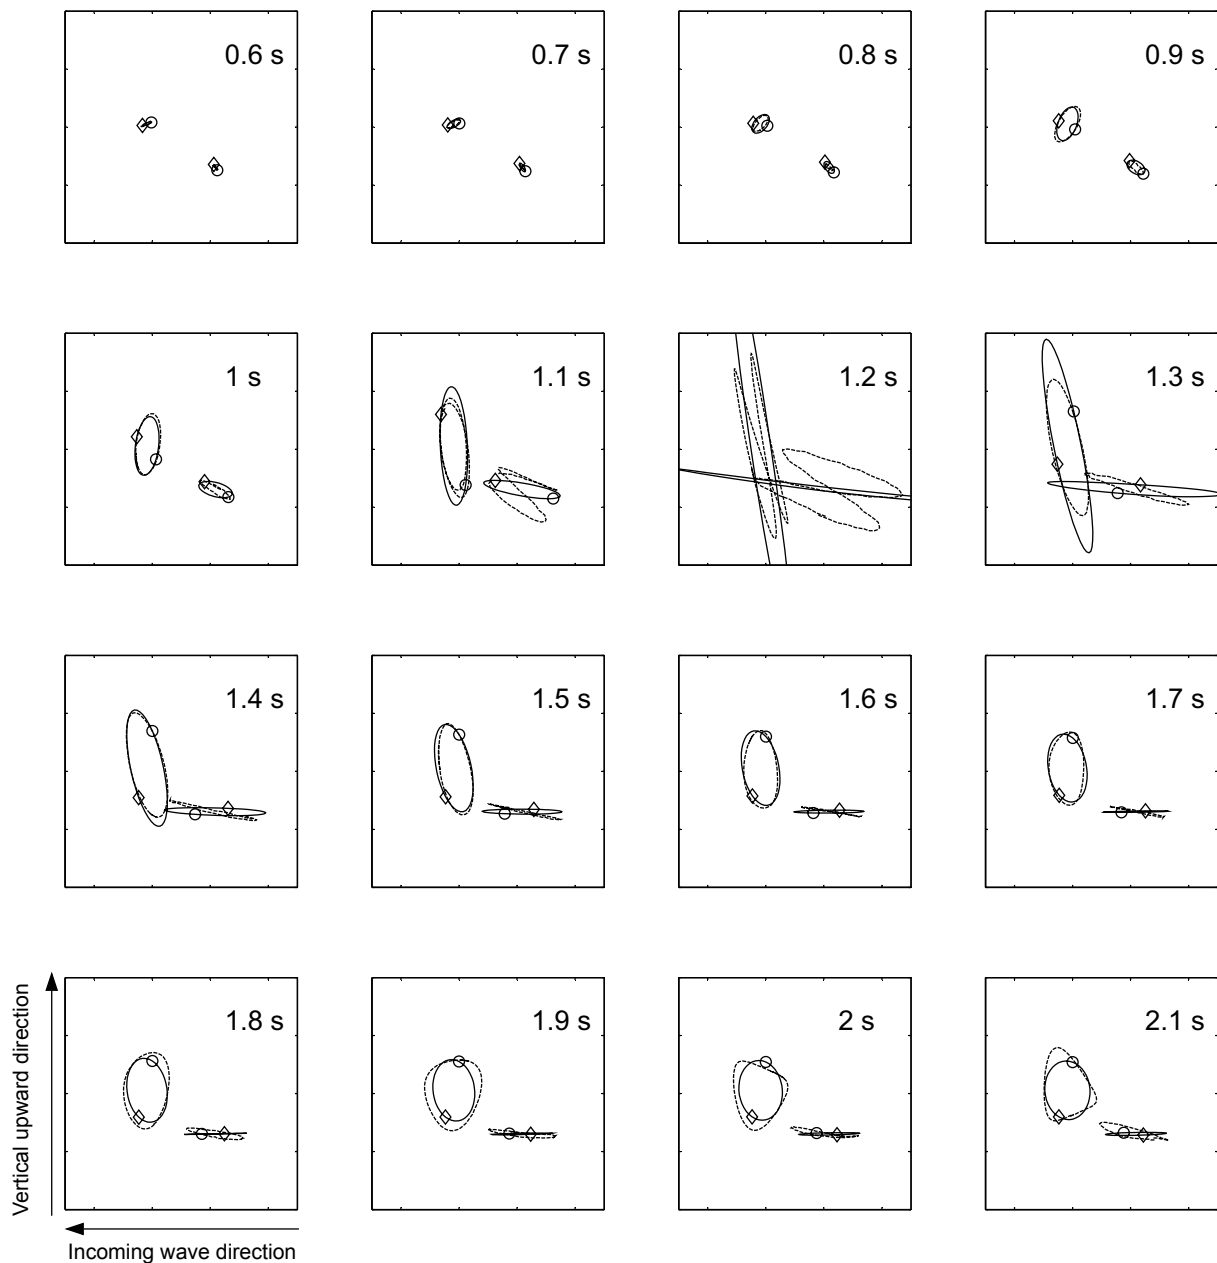 0.6 s
0.7 s
0.8 s
0.9 s
1 s
1.1 s
1.2 s
1.3 s
1.4 s
1.5 s
1.6 s
1.7 s
1.8 s
1.9 s
2 s
2.1 s
Vertical upward direction
Incoming wave direction